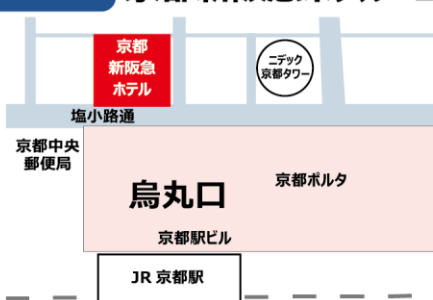 京都
新阪急
ホテル
ニデック
京都タワー
塩小路通
京都中央
郵便局
烏丸口
京都ポルタ
京都駅ビル
JR 京都駅